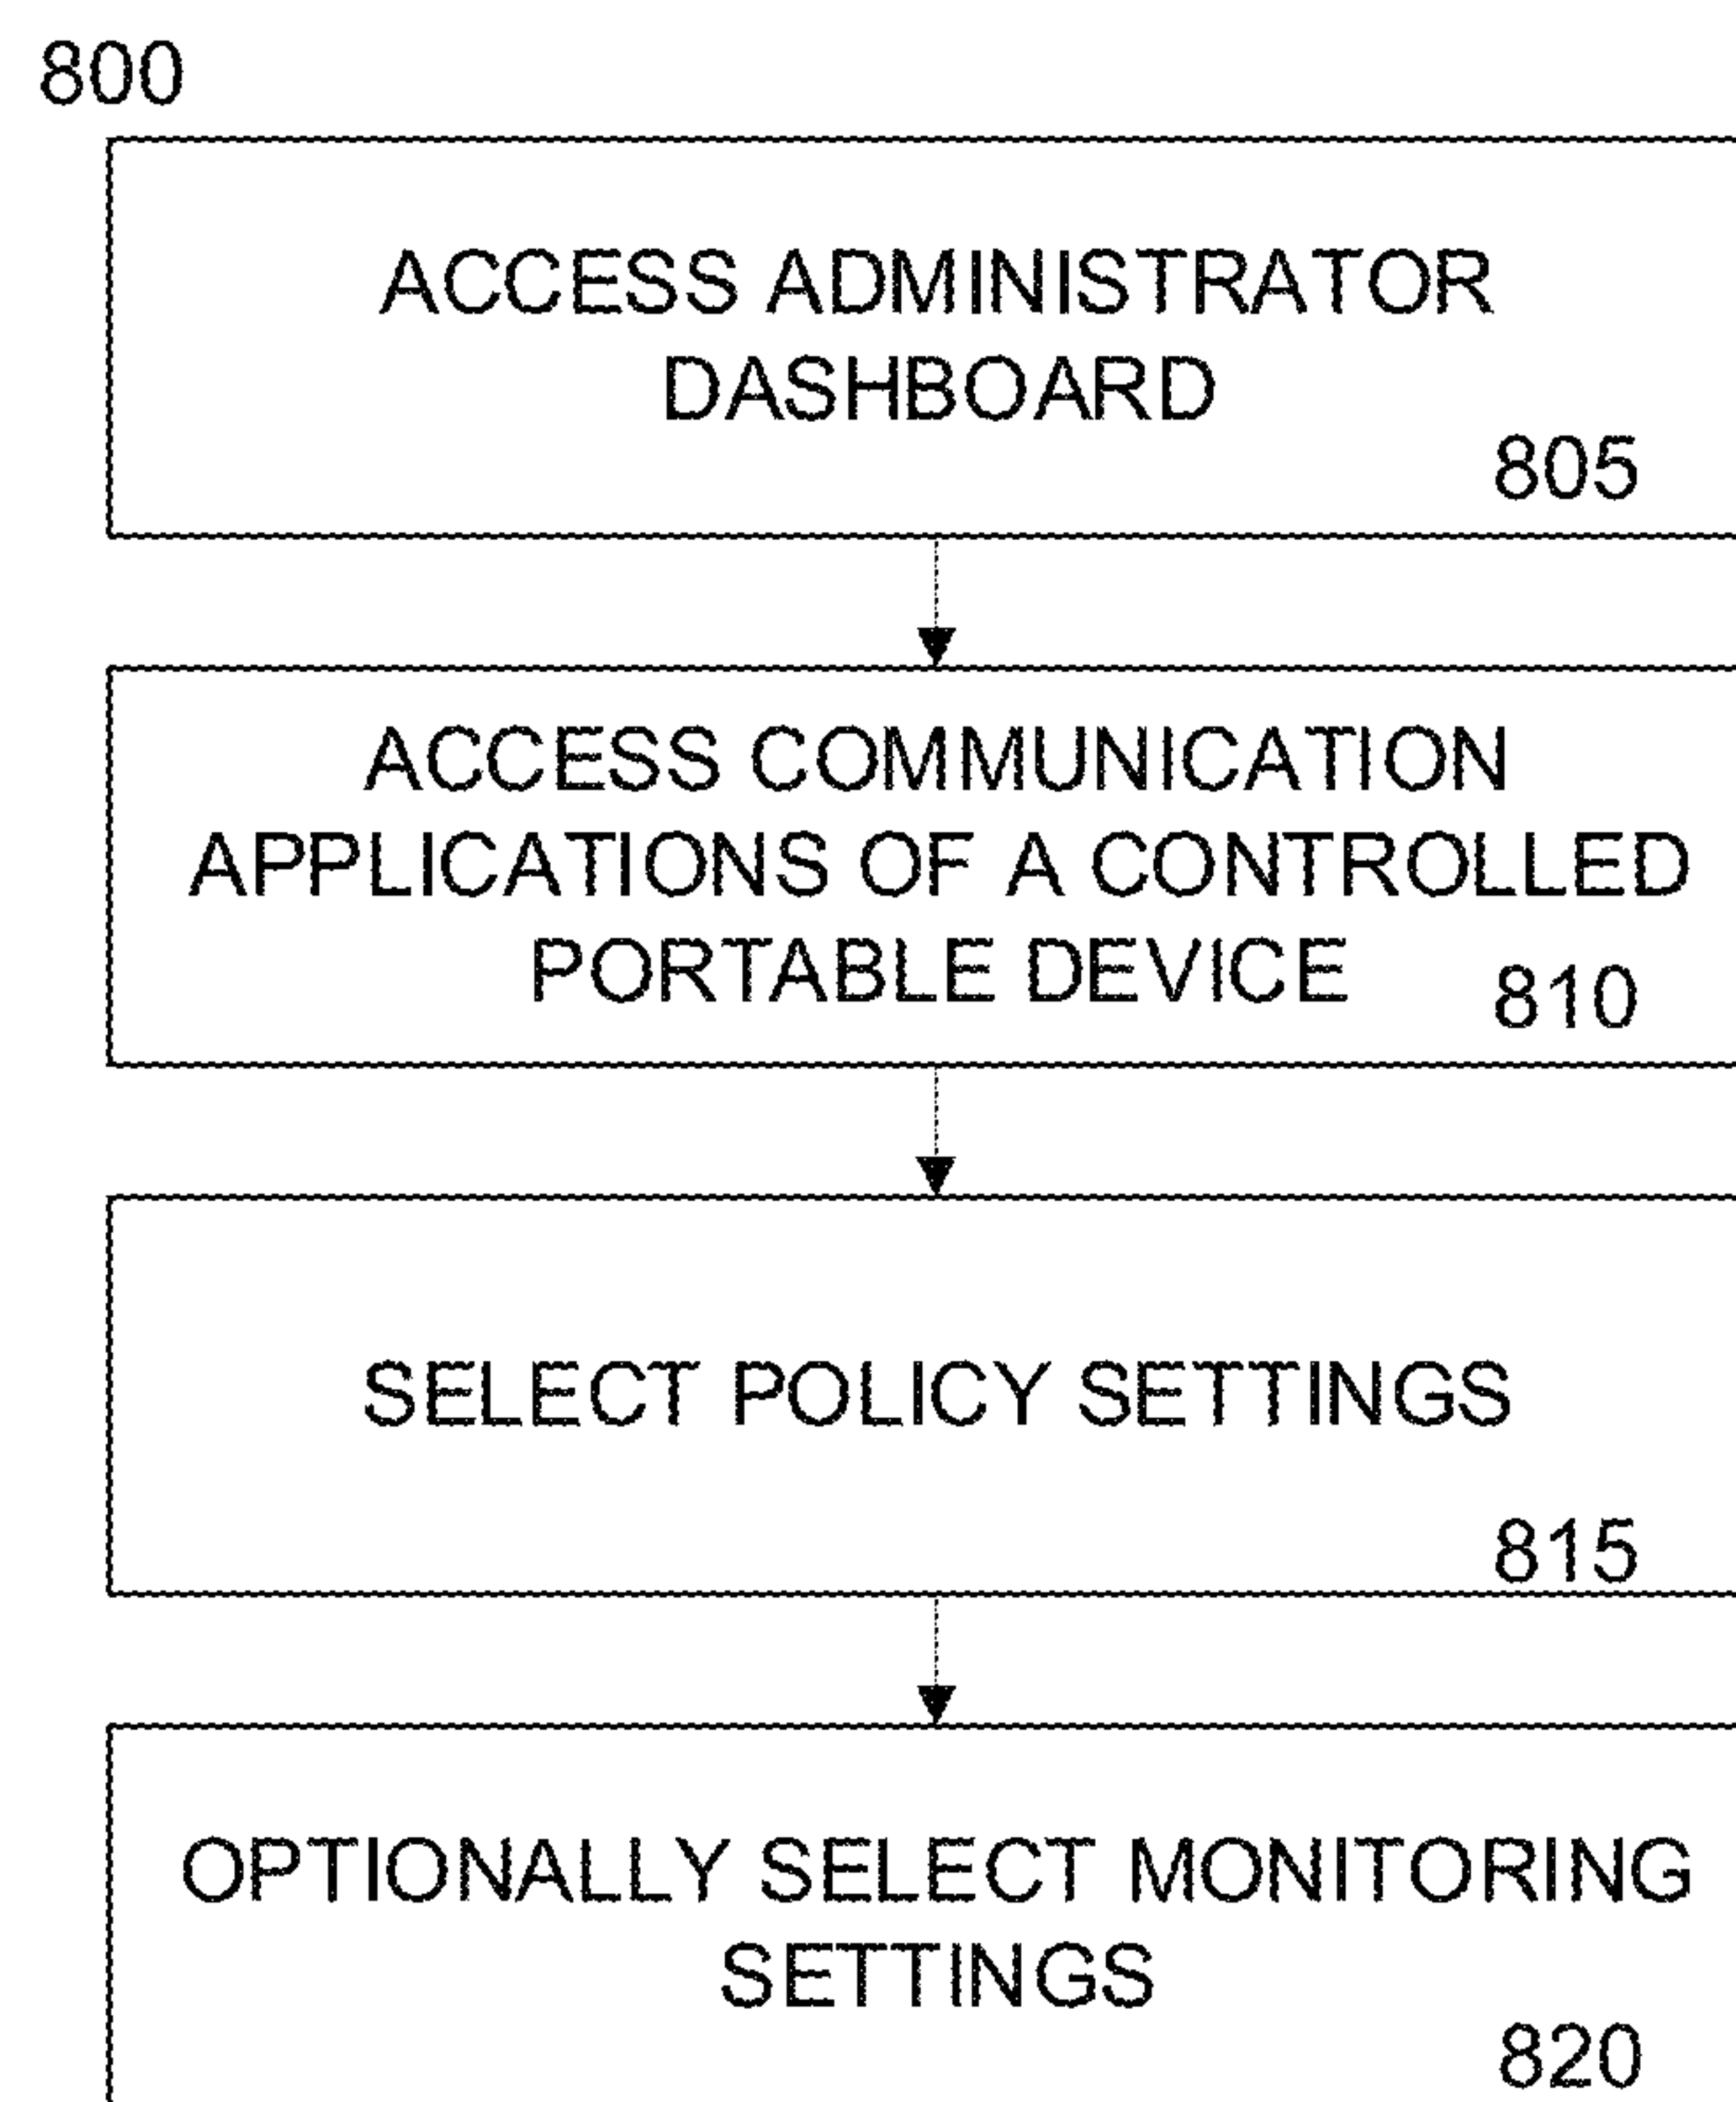 800
ACCESS ADMINISTRATOR
DASHBOARD
805
ACCESS COMMUNICATION
APPLICATIONS OF A CONTROLLED
PORTABLE DEVICE
810
SELECT POLICY SETTINGS
815
OPTIONALLY SELECT MONITORING
SETTINGS
820